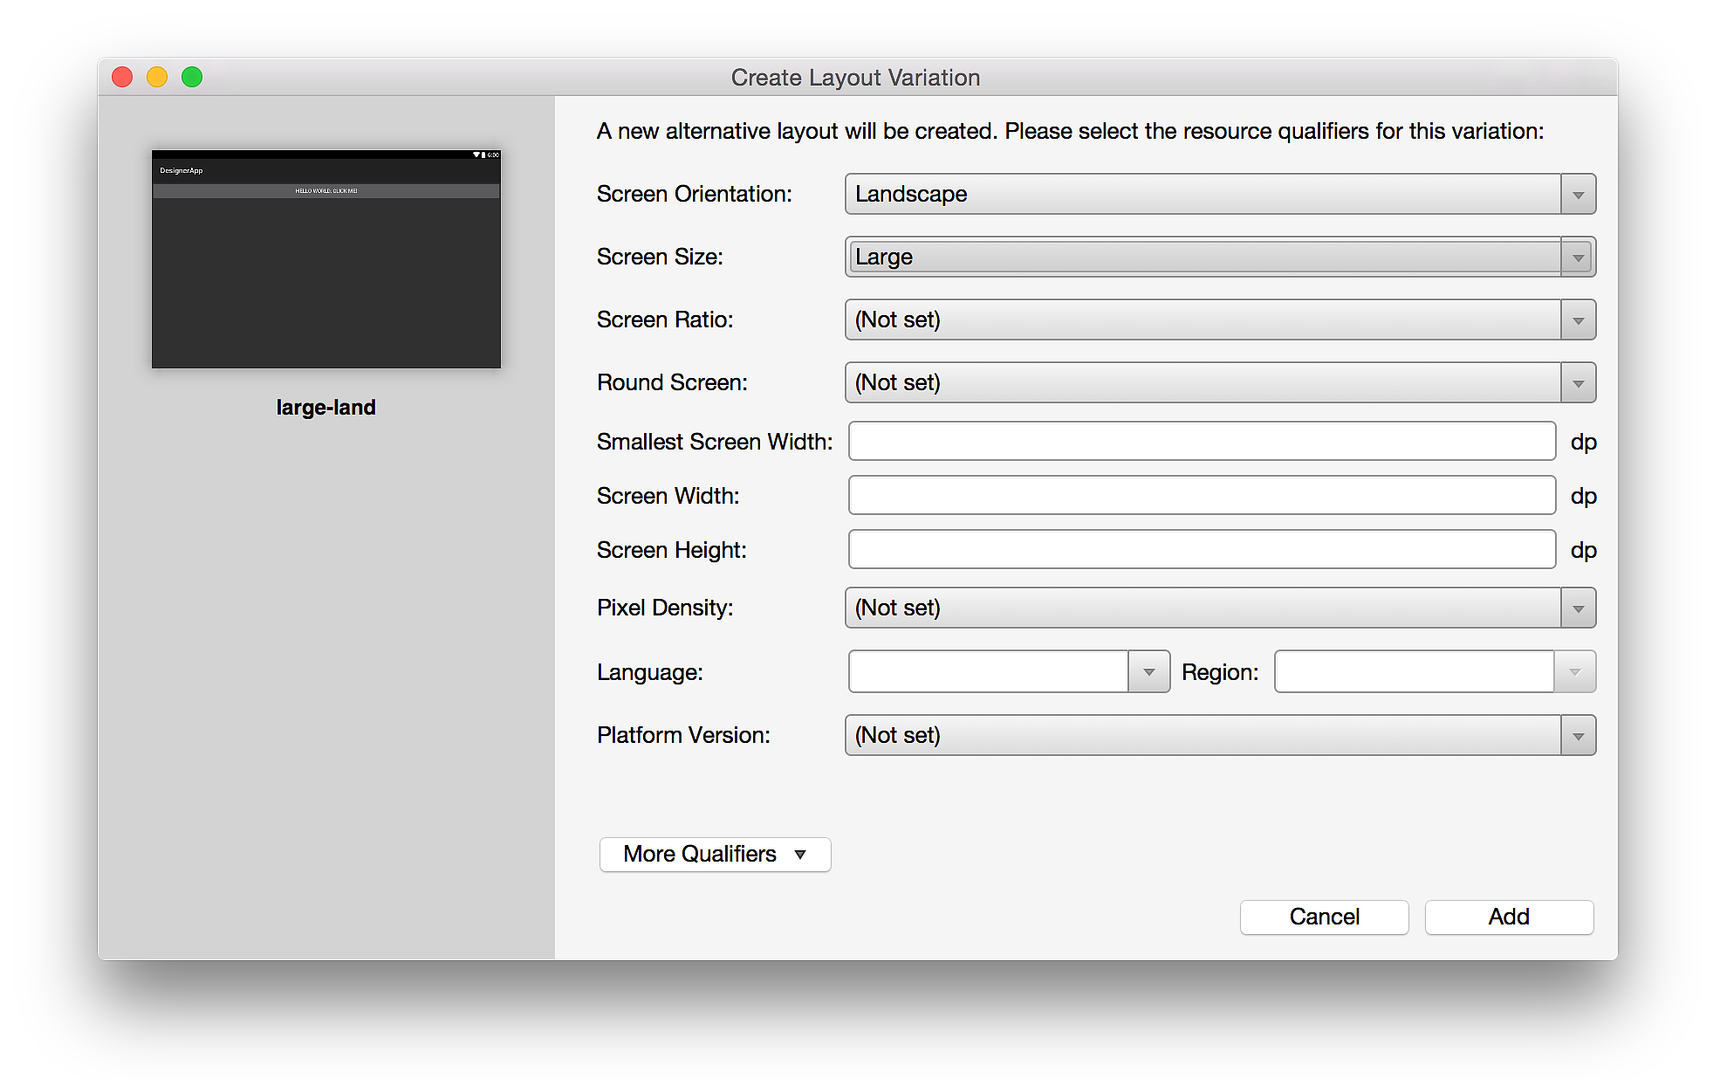 Create Layout Variation
6:00
DesignerApp
HELLO WORLD, CLICK ME!
large-land
A new alternative layout will be created. Please select the resource qualifiers for this variation:
Screen Orientation: Landscape
Screen Size: Large
Screen Ratio: (Not set)
Round Screen: (Not set)
Smallest Screen Width: dp
Screen Width: dp
Screen Height: dp
Pixel Density: (Not set)
Language: Region:
Platform Version: (Not set)
More Qualifiers
Cancel Add